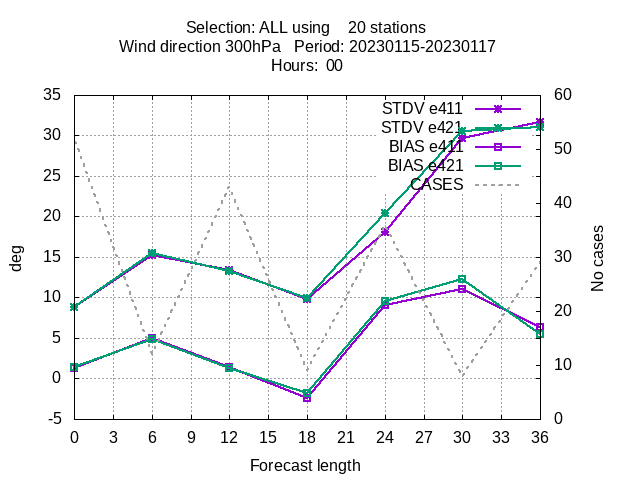 Selection: ALL using 20 stations
Wind direction 300hPa Period: 20230115-20230117
Hours: 00
35
30
25
20
15
10
5
0
-5
deg
STDV e411
STDV e421
BIAS e411
BIAS e421
CASES
60
50
40
30
20
10
0
No cases
0 3 6 9 12 15 18 21 24 27 30 33 36
Forecast length